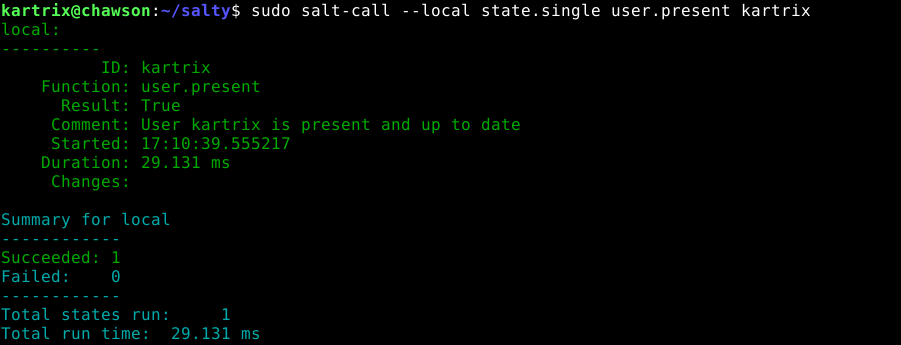 kartrix@chawson:~/salty$ sudo salt-call --local state.single user.present kartrix
local:
----------
          ID: kartrix
    Function: user.present
      Result: True
     Comment: User kartrix is present and up to date
     Started: 17:10:39.555217
    Duration: 29.131 ms
     Changes:

Summary for local
------------
Succeeded: 1
Failed:    0
------------
Total states run:     1
Total run time:  29.131 ms